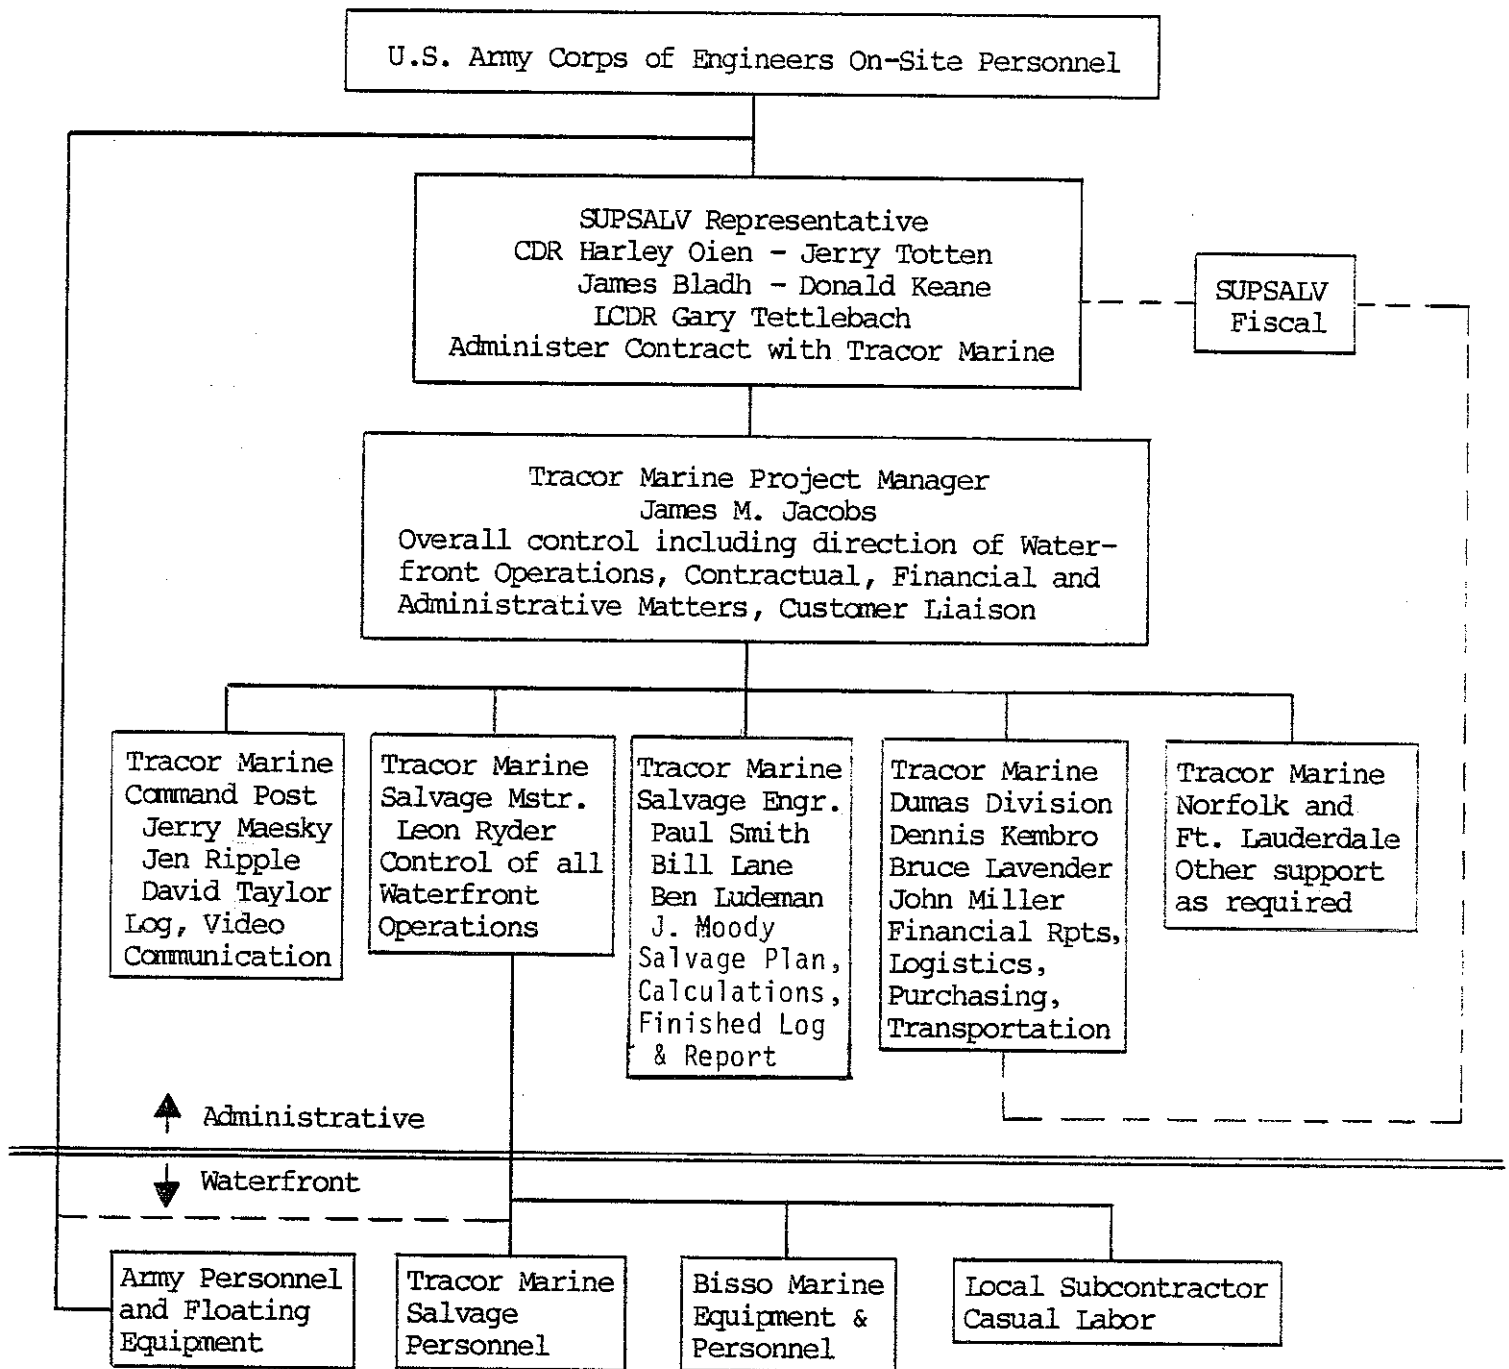 U.S. Army Corps of Engineers On-Site Personnel
SUPSALV Representative
CDR Harley Oien - Jerry Totten
James Bladh - Donald Keane
LCDR Gary Tettlebach
Administer Contract with Tracor Marine
SUPSALV
Fiscal
Tracor Marine Project Manager
James M. Jacobs
Overall control including direction of Water-
front Operations, Contractual, Financial and
Administrative Matters, Customer Liaison
Tracor Marine
Command Post
Jerry Maesky
Jen Ripple
David Taylor
Log, Video
Communication
Tracor Marine
Salvage Mstr.
Leon Ryder
Control of all
Waterfront
Operations
Tracor Marine
Salvage Engr.
Paul Smith
Bill Lane
Ben Ludeman
J. Moody
Salvage Plan,
Calculations,
Finished Log
& Report
Tracor Marine
Dumas Division
Dennis Kembro
Bruce Lavender
John Miller
Financial Rpts,
Logistics,
Purchasing,
Transportation
Tracor Marine
Norfolk and
Ft. Lauderdale
Other support
as required
Administrative
Waterfront
Army Personnel
and Floating
Equipment
Tracor Marine
Salvage
Personnel
Bisso Marine
Equipment &
Personnel
Local Subcontractor
Casual Labor